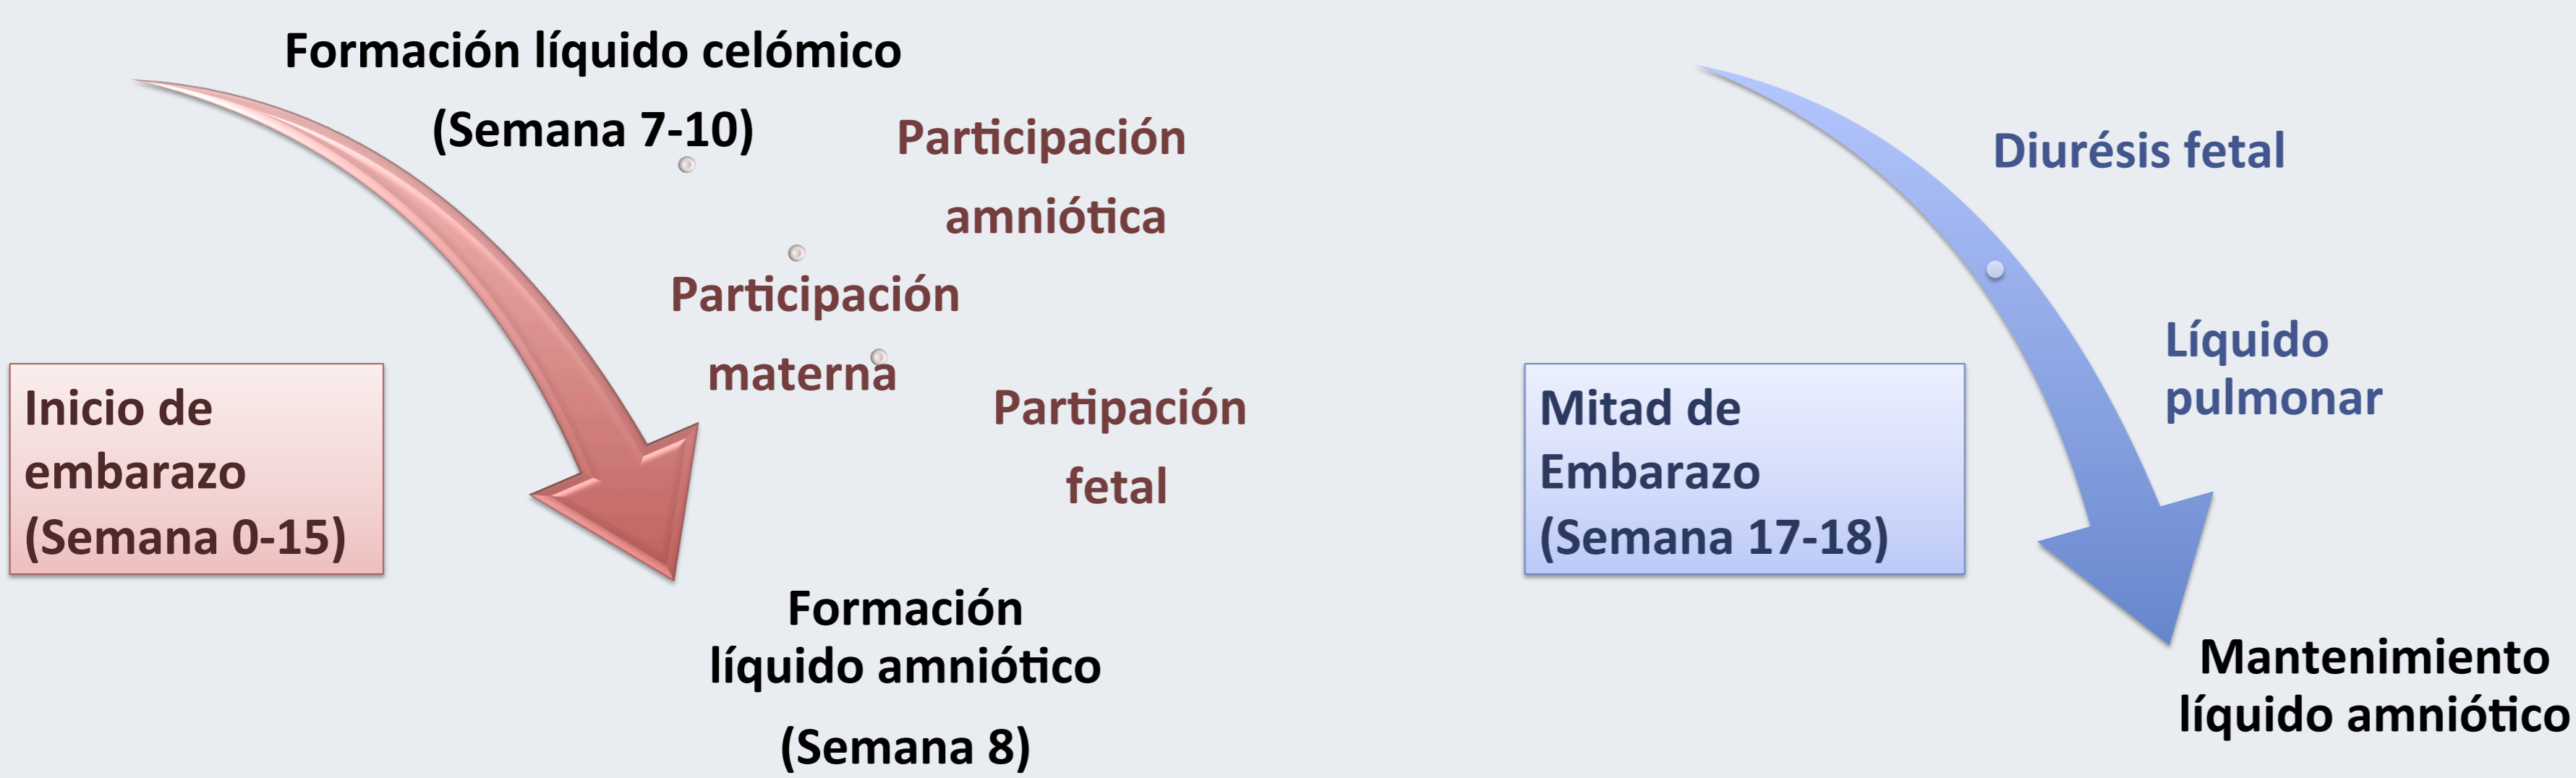 Formación líquido celómico
(Semana 7-10)
Participación
amniótica
Participación
materna
Partipación
fetal
Inicio de
embarazo
(Semana 0-15)
Formación
líquido amniótico
(Semana 8)
Diurésis fetal
Líquido
pulmonar
Mitad de
Embarazo
(Semana 17-18)
Mantenimiento
líquido amniótico